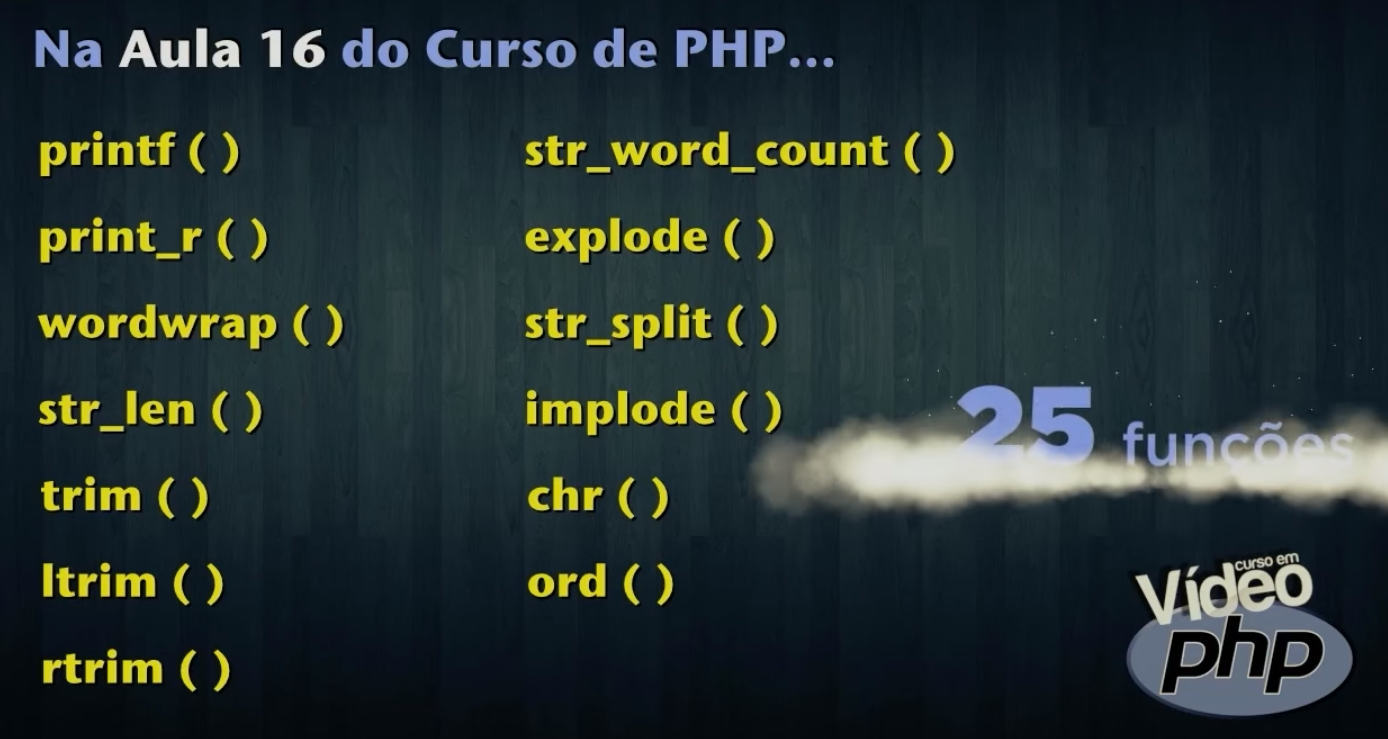 Na Aula 16 do Curso de PHP...
printf ( )
print_r ( )
wordwrap ( )
str_len ( )
trim ( )
ltrim ( )
rtrim ( )
str_word_count ( )
explode ( )
str_split ( )
implode ( )
chr ( )
ord ( )
25 funções
curso em
Vídeo
php